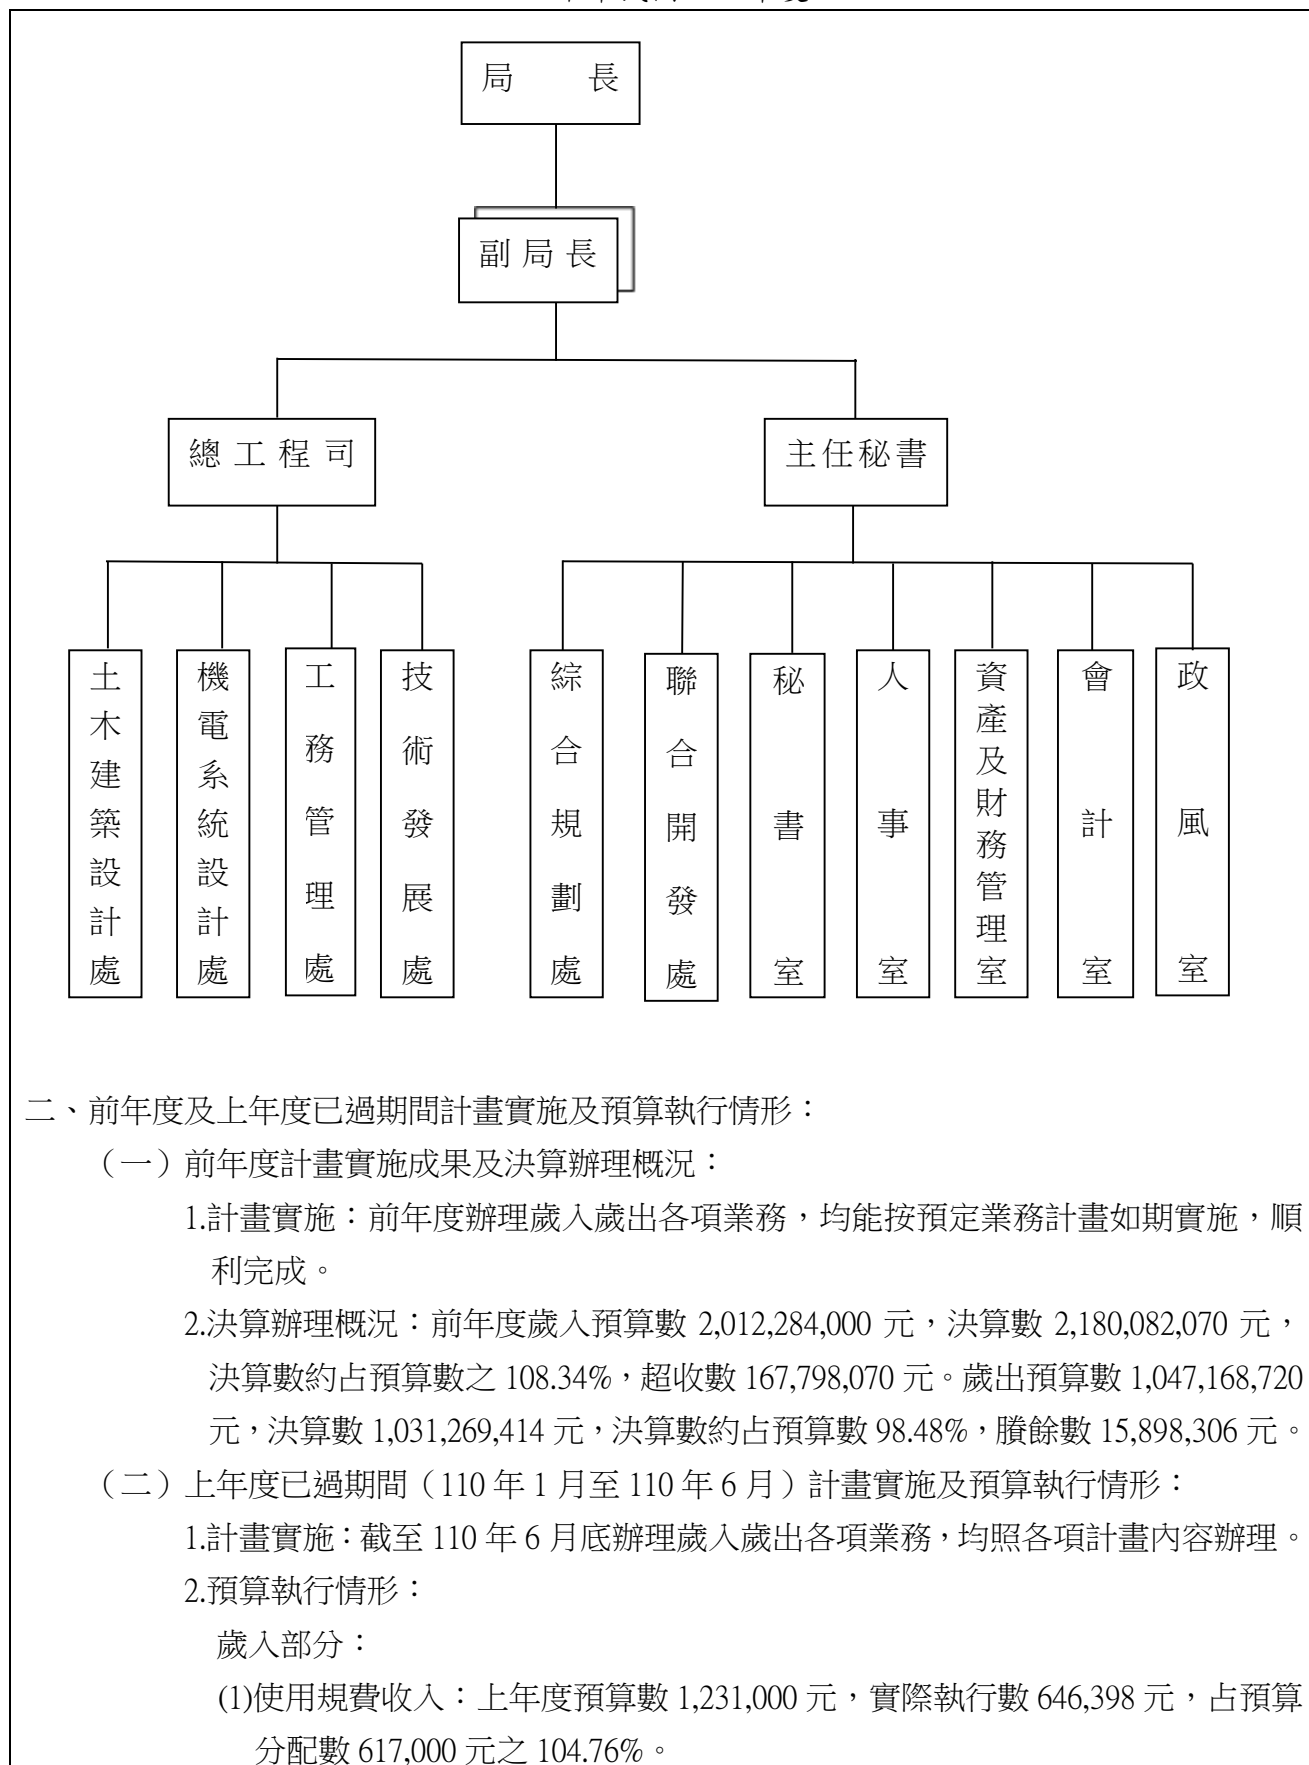 局長
副局長
總工程司
主任秘書
土木建築設計處
機電系統設計處
工務管理處
技術發展處
綜合規劃處
聯合開發處
秘書室
人事室
資產及財務管理室
會計室
政風室
二、前年度及上年度已過期間計畫實施及預算執行情形：
（一）前年度計畫實施成果及決算辦理概況：
1.計畫實施：前年度辦理歲入歲出各項業務，均能按預定業務計畫如期實施，順
利完成。
2.決算辦理概況：前年度歲入預算數 2,012,284,000 元，決算數 2,180,082,070 元，
決算數約占預算數之 108.34%，超收數 167,798,070 元。歲出預算數 1,047,168,720
元，決算數 1,031,269,414 元，決算數約占預算數 98.48%，賸餘數 15,898,306 元。
（二）上年度已過期間（110 年 1 月至 110 年 6 月）計畫實施及預算執行情形：
1.計畫實施：截至 110 年 6 月底辦理歲入歲出各項業務，均照各項計畫內容辦理。
2.預算執行情形：
歲入部分：
(1)使用規費收入：上年度預算數 1,231,000 元，實際執行數 646,398 元，占預算
分配數 617,000 元之 104.76%。